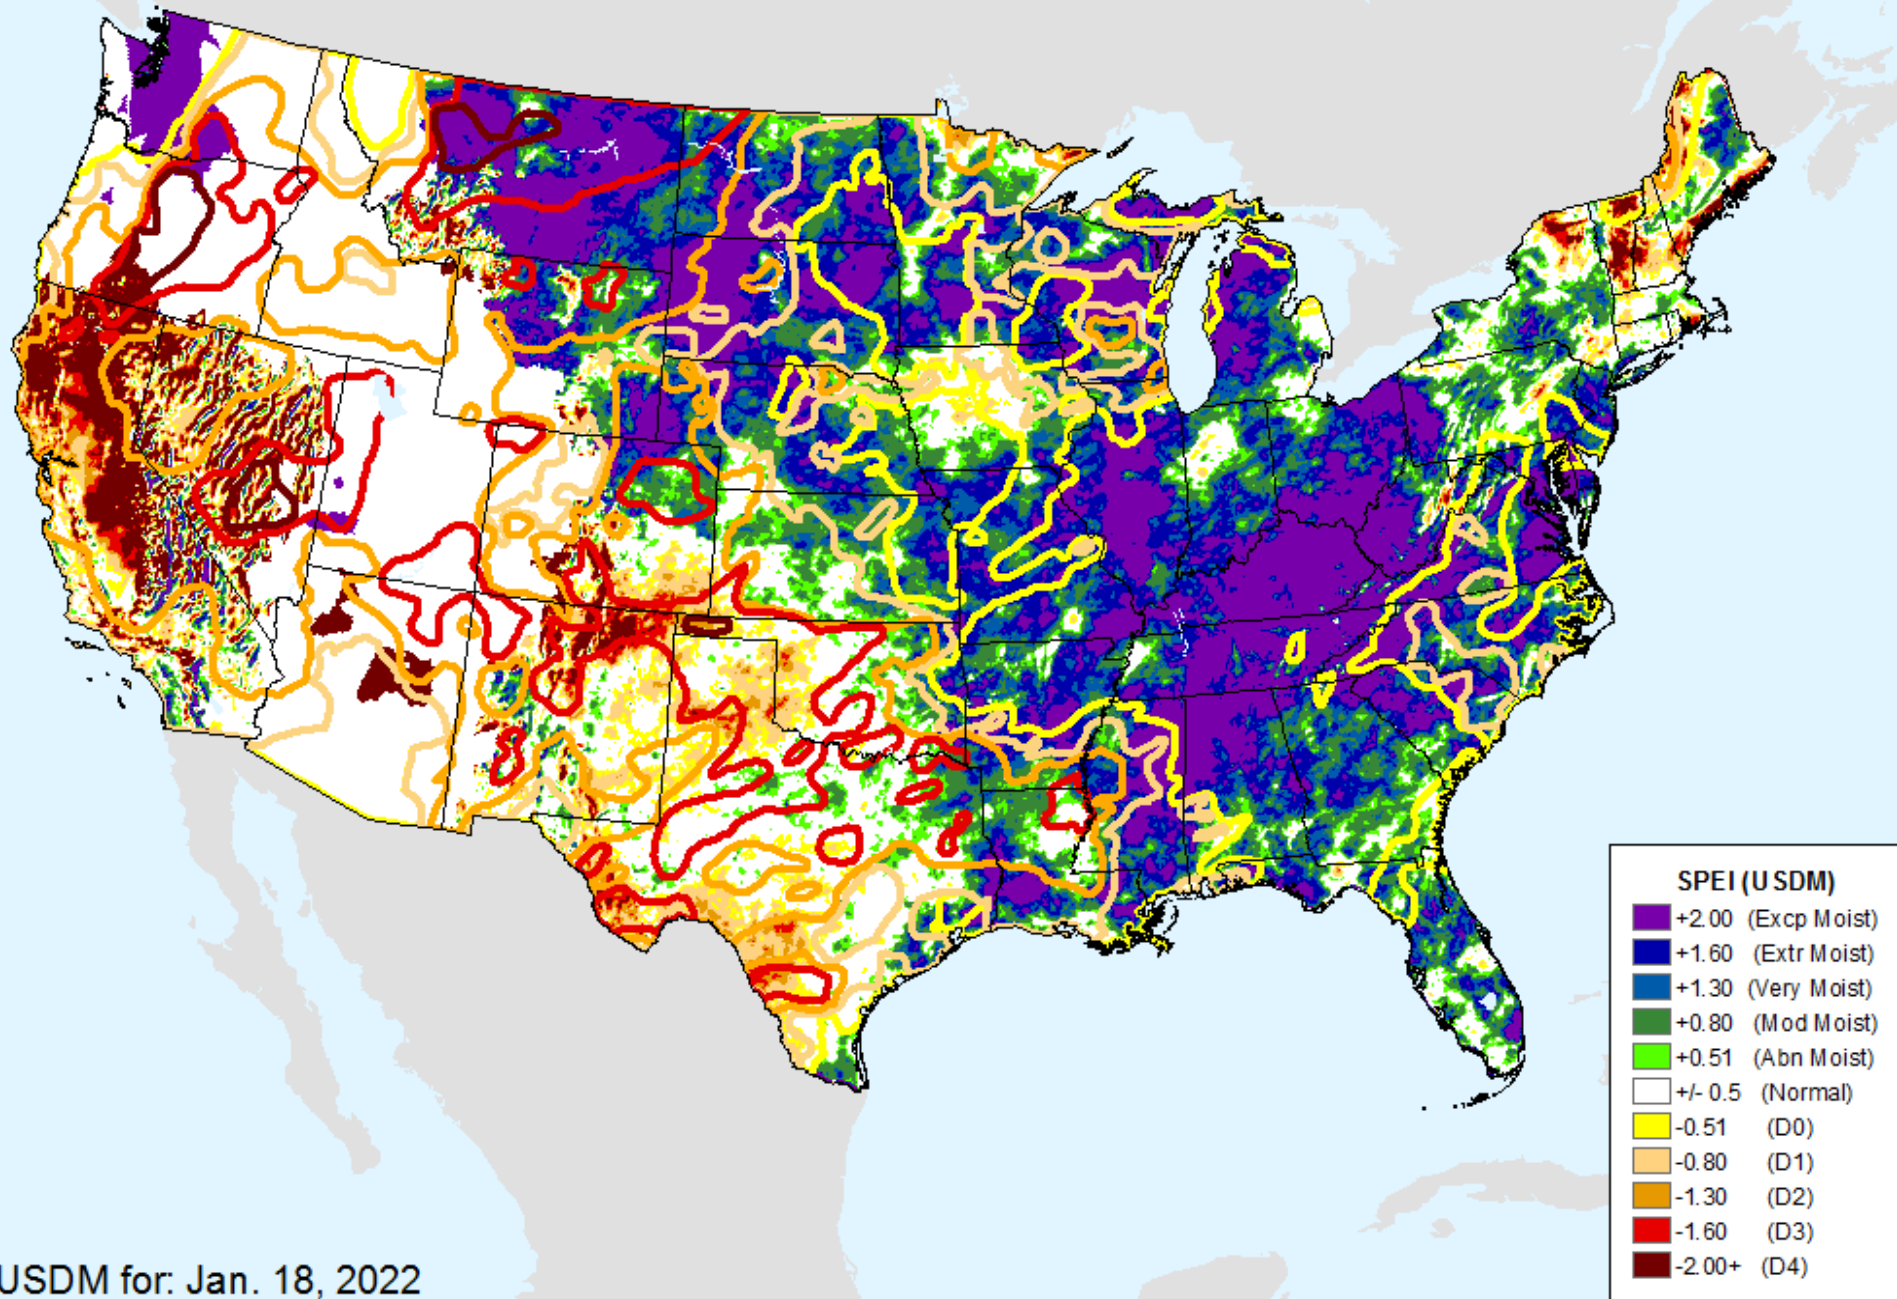 SPEI (USDM)
+2.00 (Excp Moist)
+1.60 (Extr Moist)
+1.30 (Very Moist)
+0.80 (Mod Moist)
+0.51 (Abn Moist)
+/- 0.5 (Normal)
-0.51 (D0)
-0.80 (D1)
-1.30 (D2)
-1.60 (D3)
-2.00+ (D4)
USDM for: Jan. 18, 2022